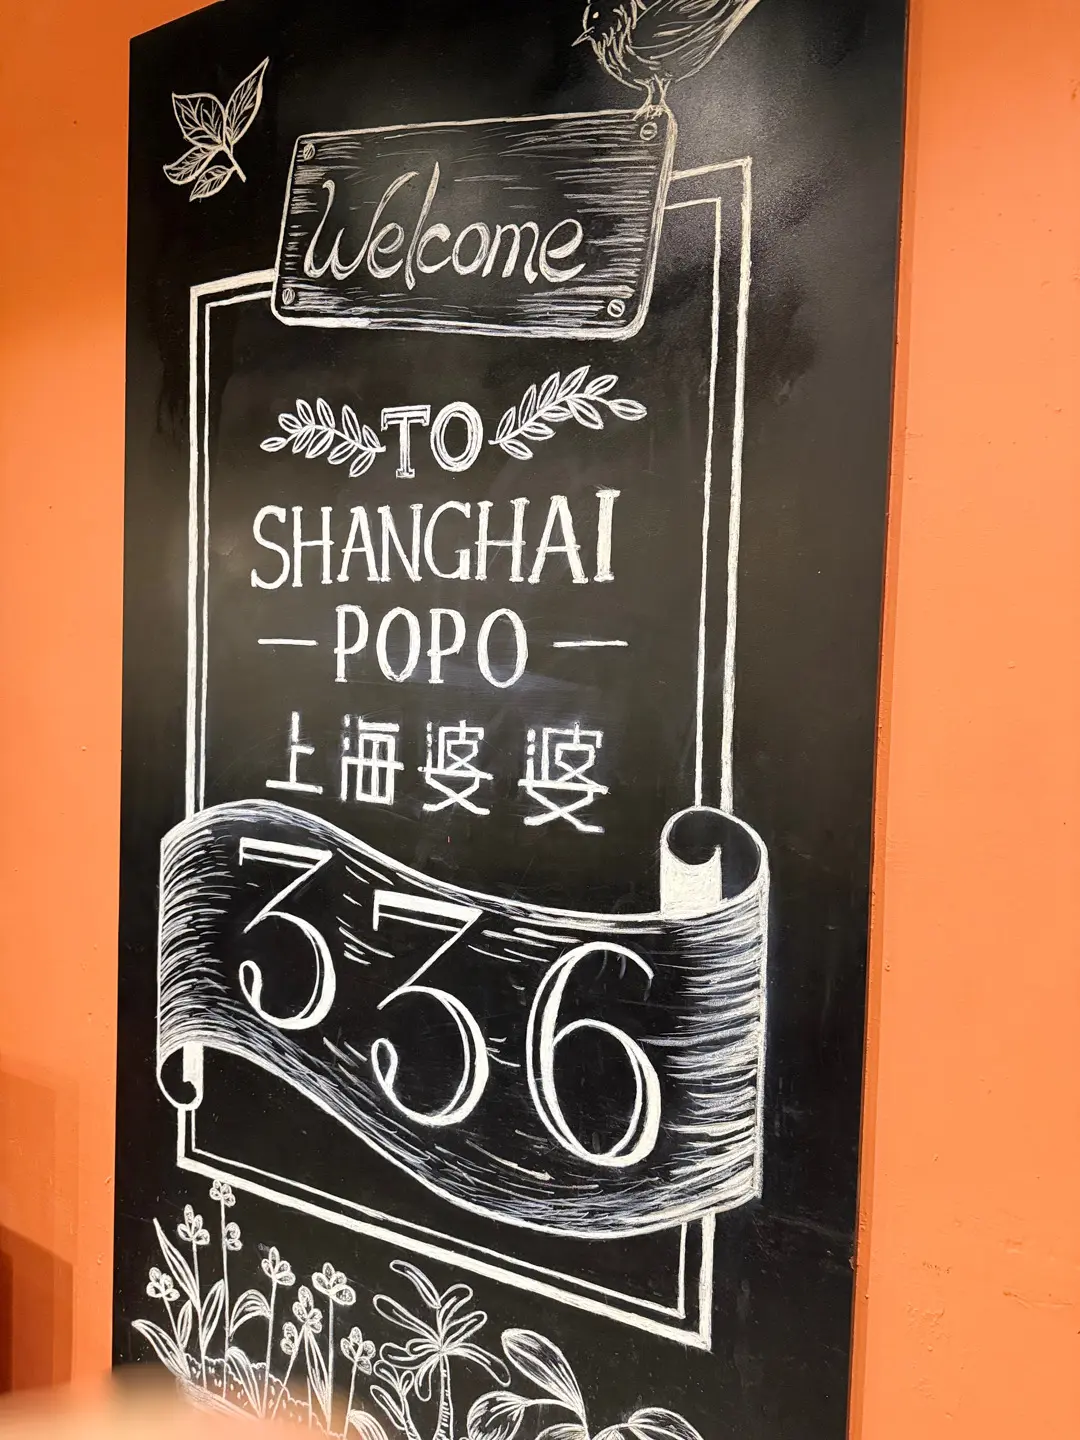 Welcome
TO
SHANGHAI
— POPO —
上海婆婆
336